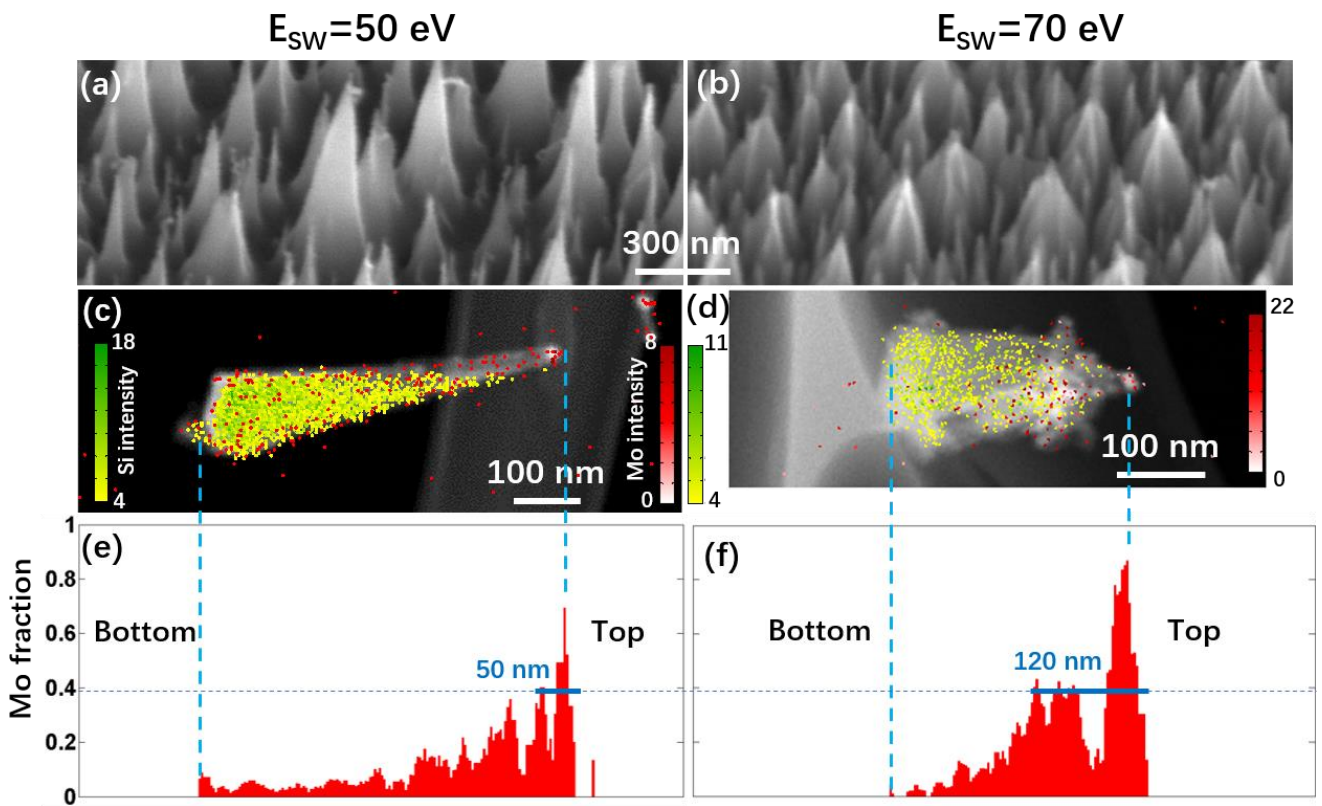 E_SW=50 eV
E_SW=70 eV
(a)
(b)
300 nm
(c)
18
Si intensity
4
8
Mo intensity
0
100 nm
(d)
11
4
22
0
100 nm
(e)
(f)
Mo fraction
1
0.8
0.6
0.4
0.2
0
Bottom
50 nm
Top
Bottom
120 nm
Top